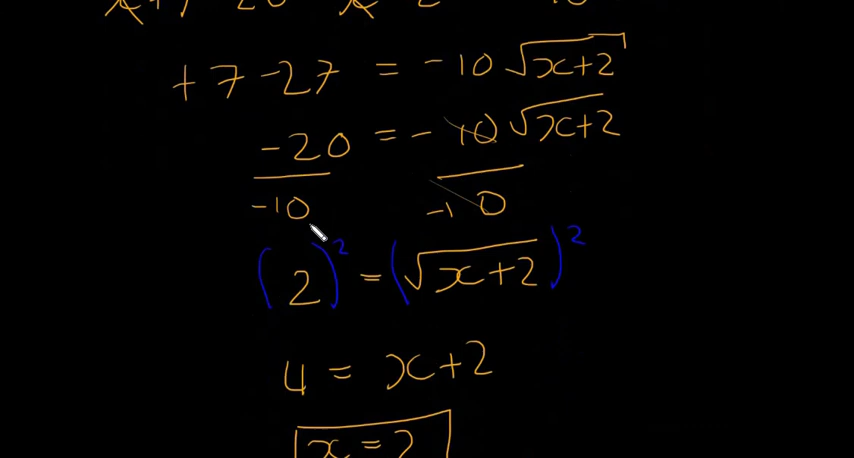 +7 -27 = -10 √x+2
-20 = -10 √x+2
-10 -10
(2)² = (√x+2)²
4 = x+2
x = 2